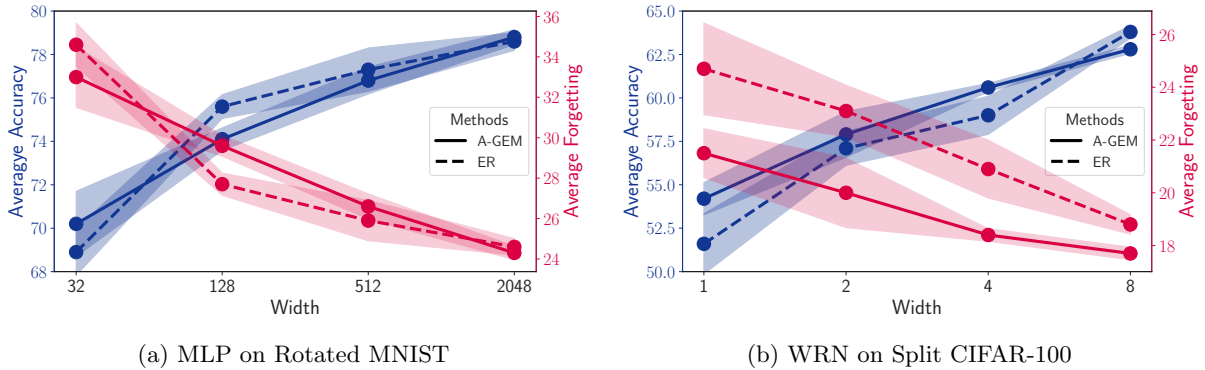 80
78
76
74
72
70
68
Averagye Accuracy
36
34
32
30
28
26
24
Average Forgetting
Methods
A-GEM
ER
32
128
512
2048
Width
(a) MLP on Rotated MNIST
65.0
62.5
60.0
57.5
55.0
52.5
50.0
Averagye Accuracy
26
24
22
20
18
Average Forgetting
Methods
A-GEM
ER
1
2
4
8
Width
(b) WRN on Split CIFAR-100